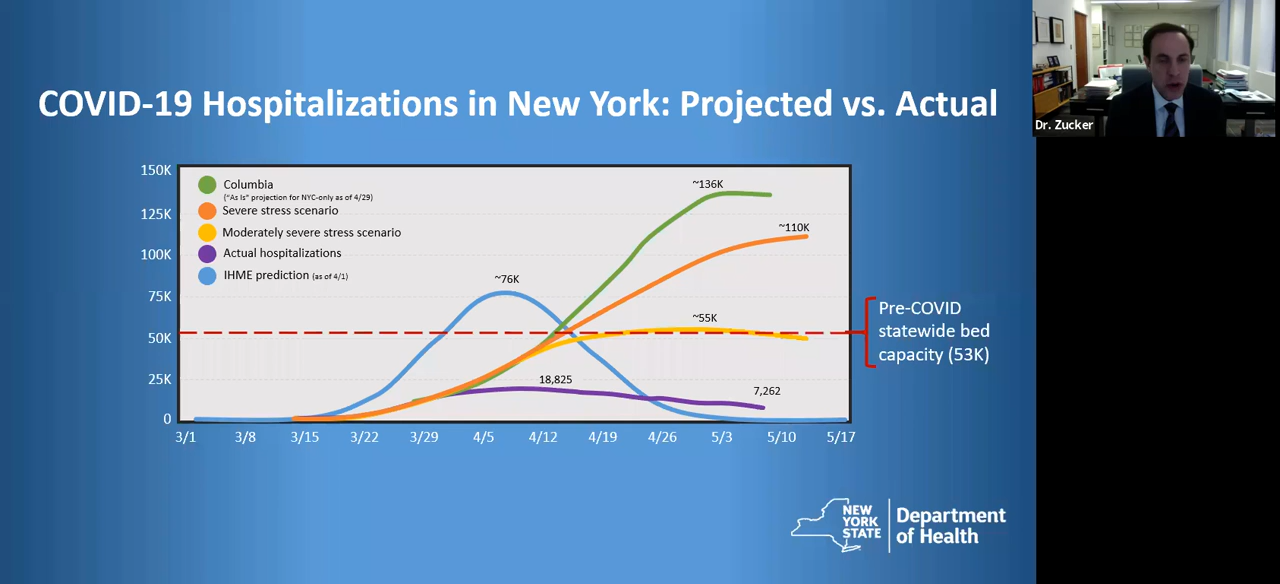 COVID-19 Hospitalizations in New York: Projected vs. Actual
Dr. Zucker
150K
125K
100K
75K
50K
25K
0
Columbia
("As Is" projection for NYC-only as of 4/29)
Severe stress scenario
Moderately severe stress scenario
Actual hospitalizations
IHME prediction (as of 4/1)
~136K
~110K
~76K
~55K
18,825
7,262
Pre-COVID
statewide bed
capacity (53K)
3/1 3/8 3/15 3/22 3/29 4/5 4/12 4/19 4/26 5/3 5/10 5/17
NEW
YORK
STATE
Department
of Health